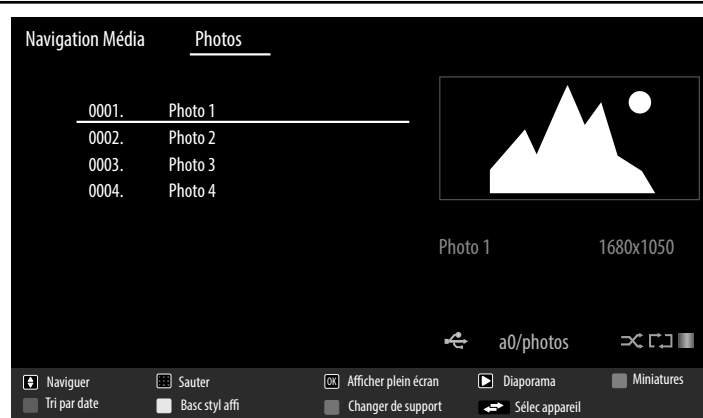 Navigation Média Photos
0001. Photo 1
0002. Photo 2
0003. Photo 3
0004. Photo 4
Photo 1 1680x1050
a0/photos
Naviguer Sauter OK Afficher plein écran Diaporama Miniatures
Tri par date Basc styl affi Changer de support Sélec appareil